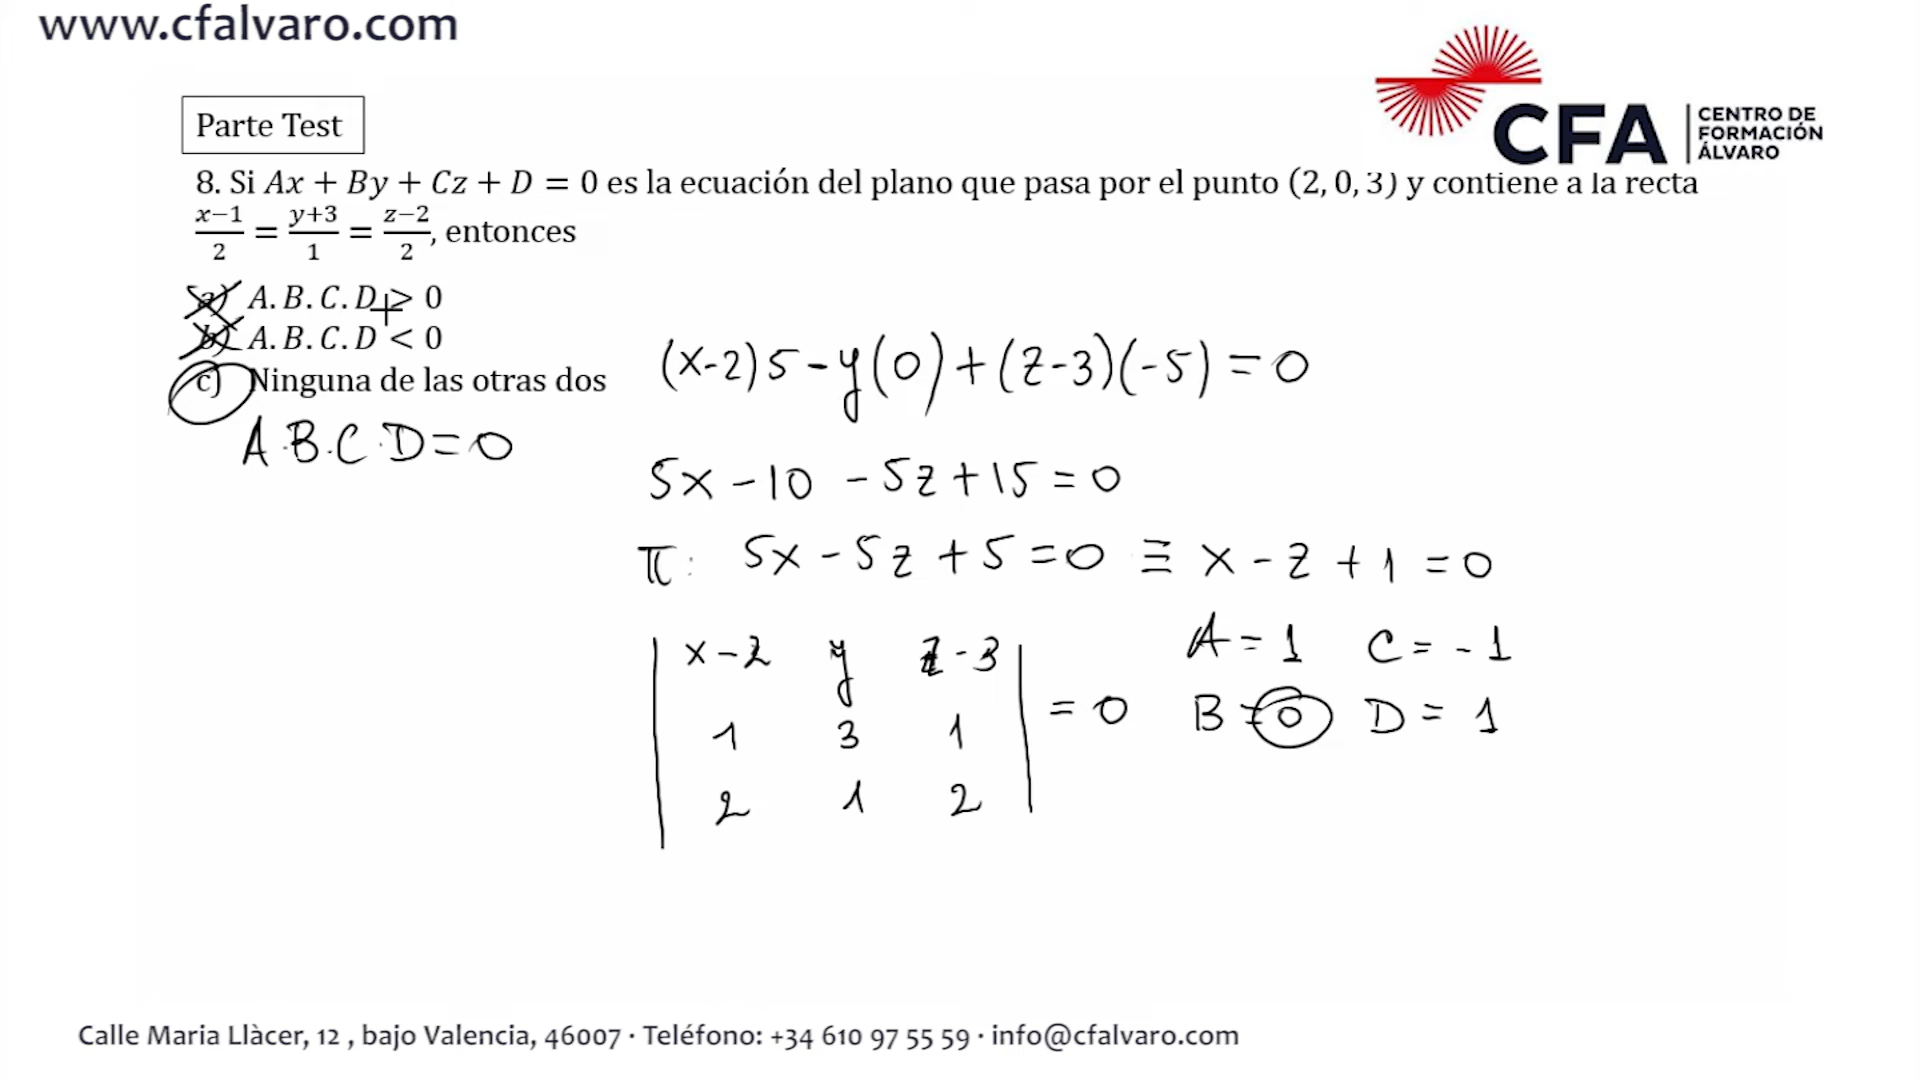 www.cfalvaro.com
CFA CENTRO DE FORMACIÓN ÁLVARO
Parte Test
8. Si Ax + By + Cz + D = 0 es la ecuación del plano que pasa por el punto (2, 0, 3) y contiene a la recta
x−1/2 = y+3/1 = z−2/2, entonces
a) A. B. C. D > 0
b) A. B. C. D < 0
c) Ninguna de las otras dos
A·B·C·D=0
(x-2)5-y(0)+(z-3)(-5)=0
5x-10-5z+15=0
π: 5x-5z+5=0 ≡ x-z+1=0
| x-2 y z-3 |
| 1 3 1 | = 0
| 2 1 2 |
A=1 C=-1
B=0 D=1
Calle Maria Llàcer, 12 , bajo Valencia, 46007 · Teléfono: +34 610 97 55 59 · info@cfalvaro.com